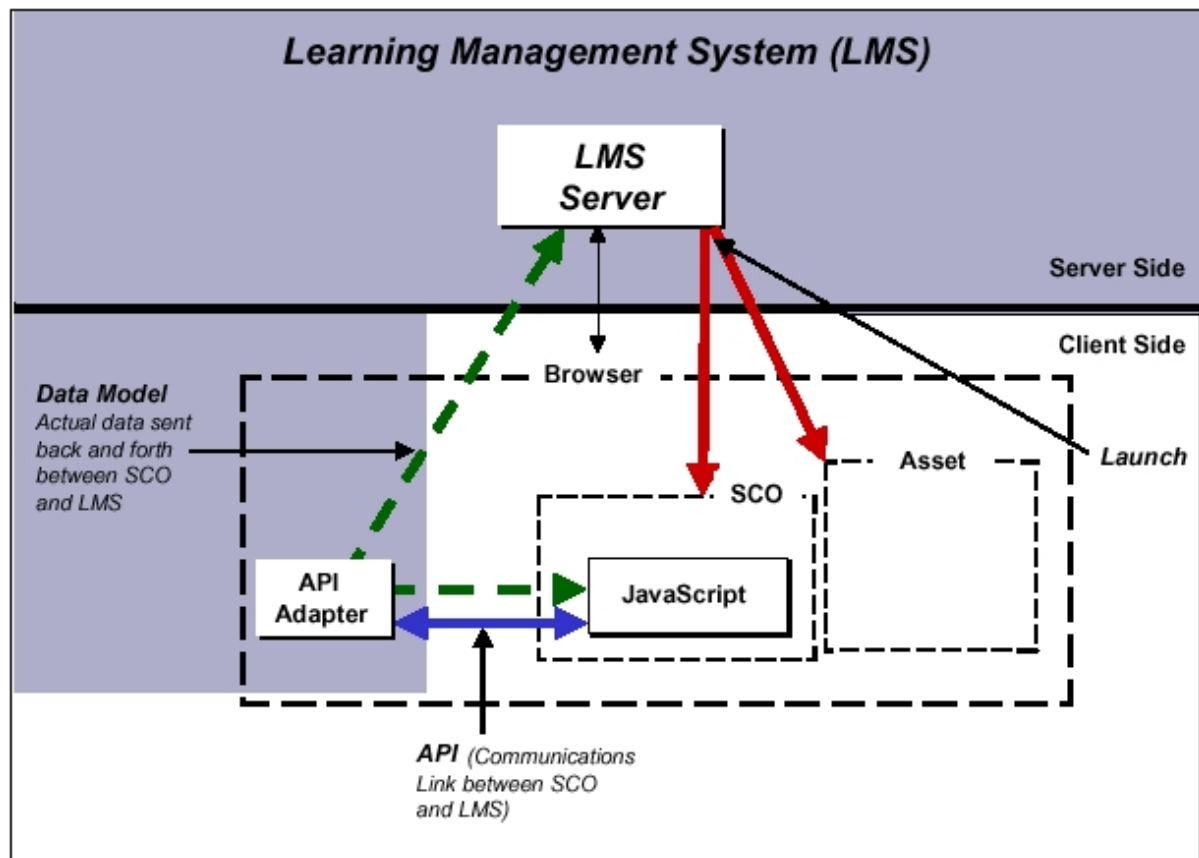 Learning Management System (LMS)
LMS
Server
Server Side
Client Side
Browser
Data Model
Actual data sent
back and forth
between SCO
and LMS
Launch
Asset
SCO
API
Adapter
JavaScript
API (Communications
Link between SCO
and LMS)